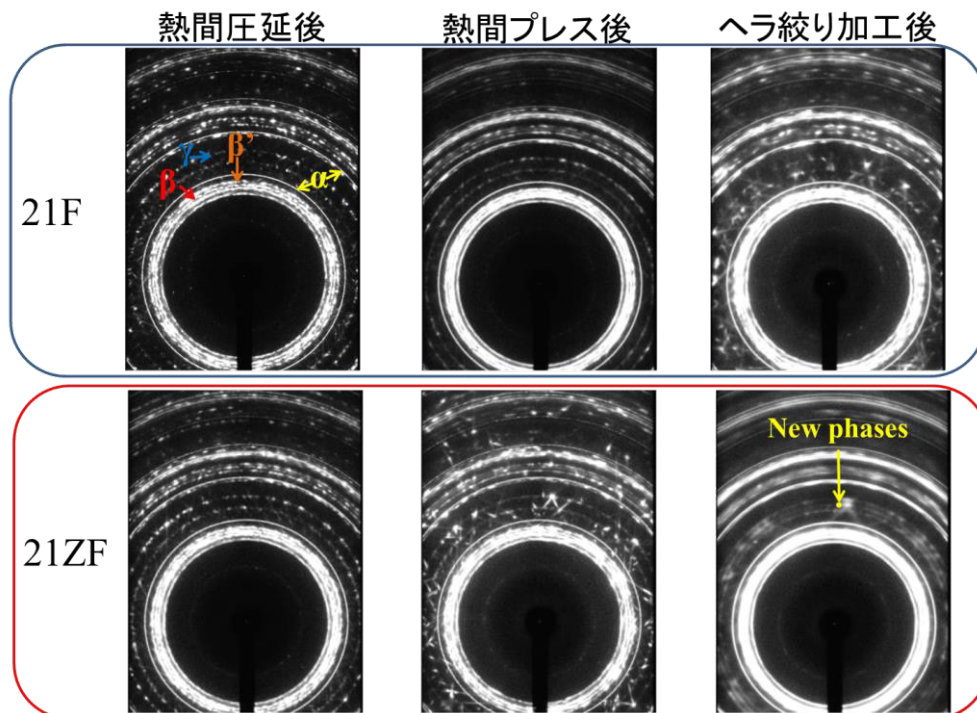 熱間圧延後
熱間プレス後
ヘラ絞り加工後
21F
γ
β'
β
α
21ZF
New phases